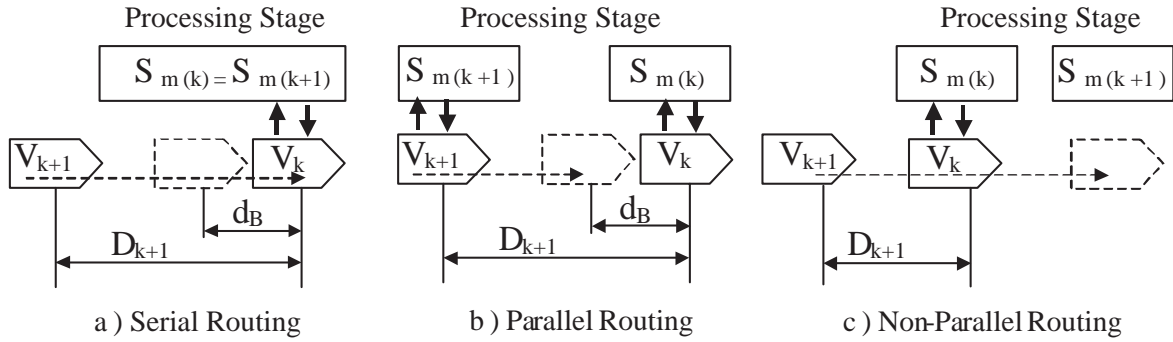 Processing Stage
S m(k) = S m(k+1)
V k+1
V k
d B
D k+1
a ) Serial Routing
Processing Stage
S m(k+1)
S m(k)
V k+1
V k
d B
D k+1
b ) Parallel Routing
Processing Stage
S m(k)
S m(k+1)
V k+1
V k
D k+1
c ) Non-Parallel Routing